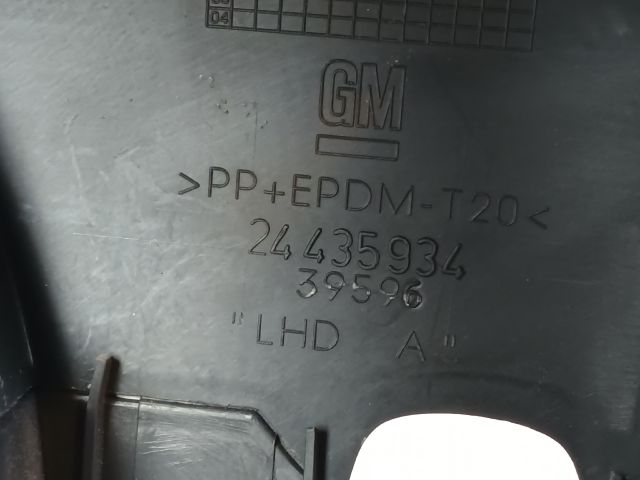 04
GM
>PP+EPDM-T20<
24435934
39596
"LHD A"